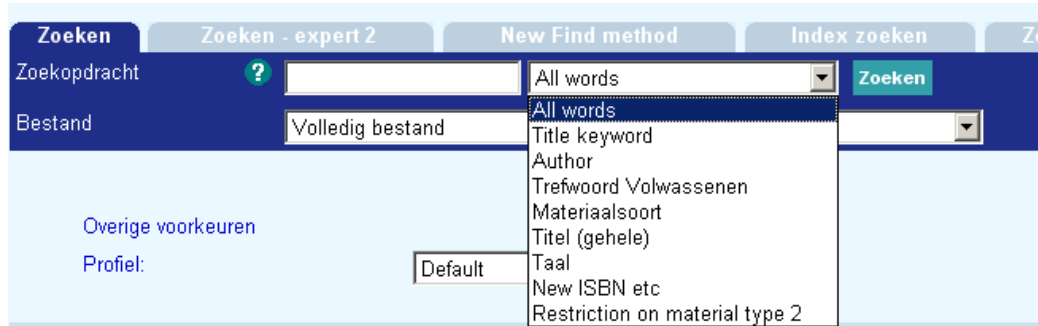 Zoeken Zoeken - expert 2 New Find method Index zoeken
Zoekopdracht ? All words Zoeken
All words
Bestand Volledig bestand
Title keyword
Author
Trefwoord Volwassenen
Materiaalsoort
Overige voorkeuren
Titel (gehele)
Profiel: Default
Taal
New ISBN etc
Restriction on material type 2